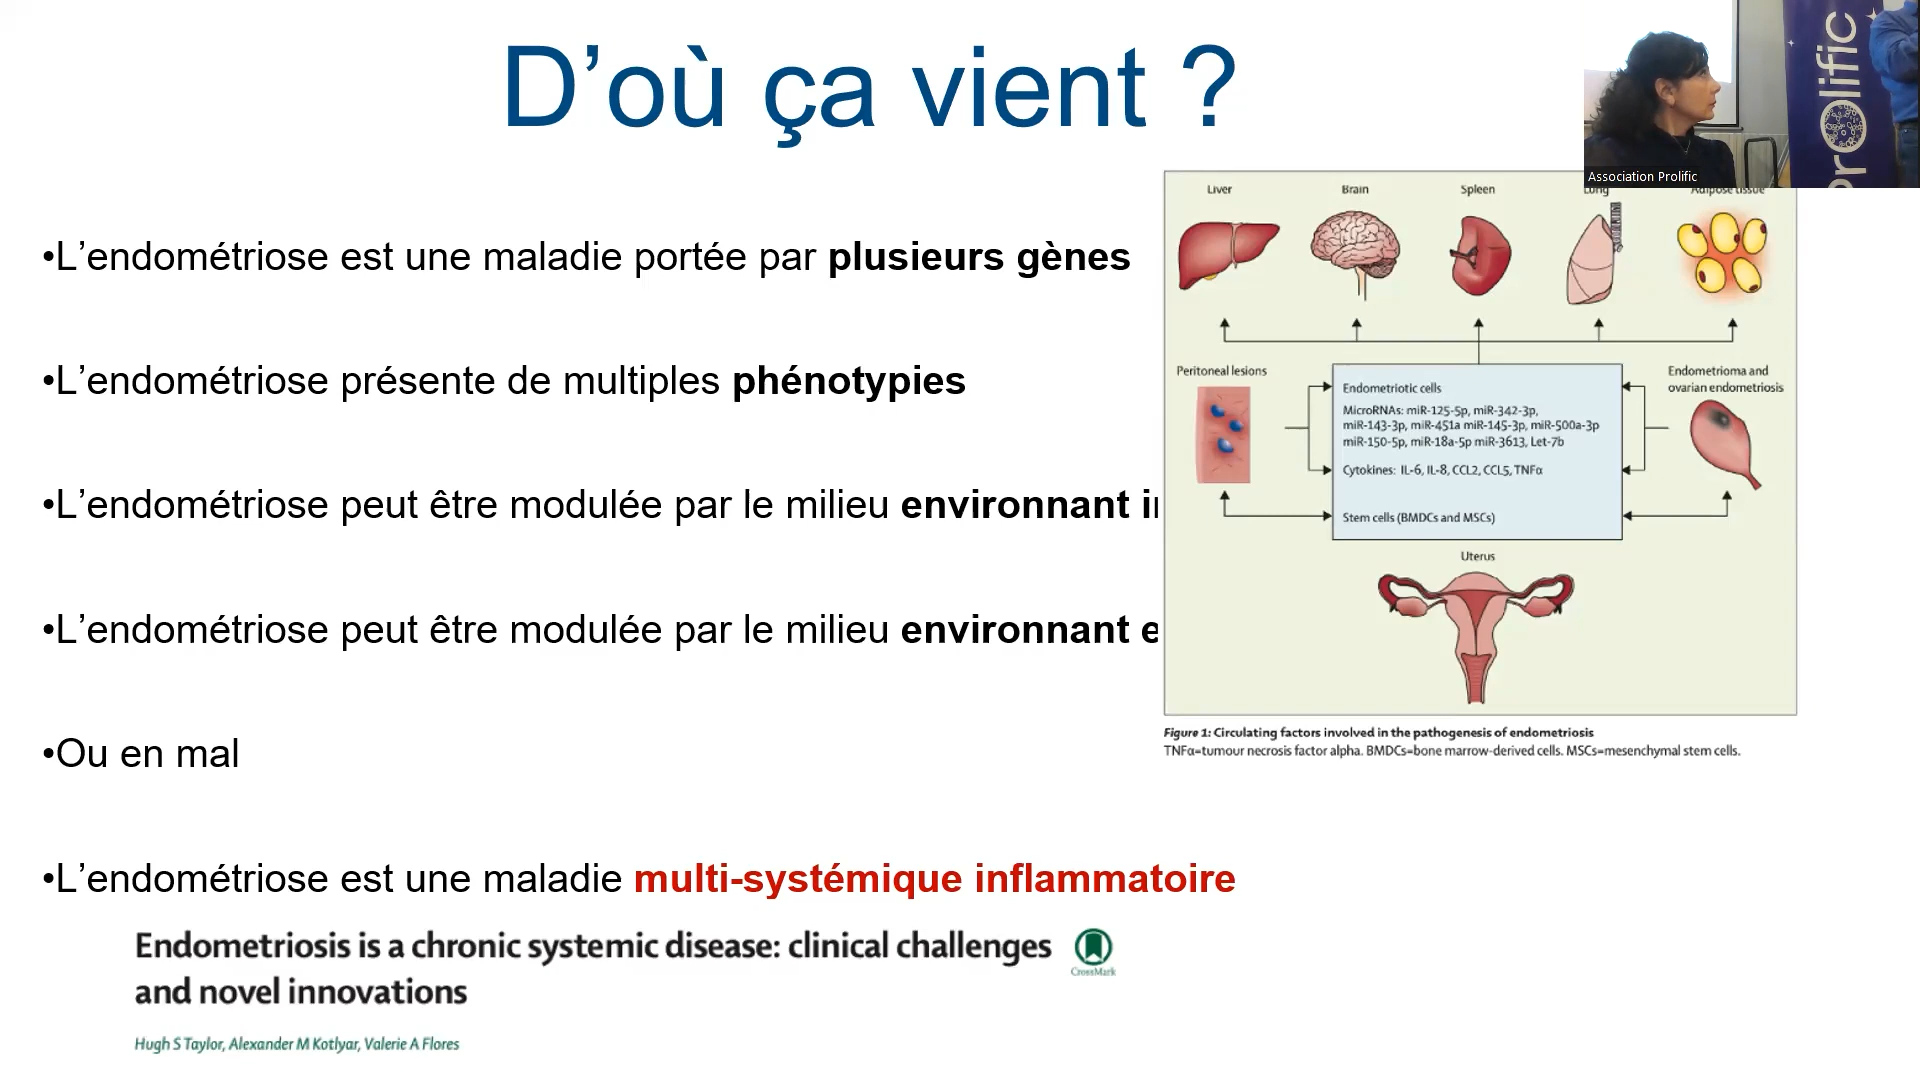 D’où ça vient ?
prOlific
Association Prolific
•L’endométriose est une maladie portée par plusieurs gènes
•L’endométriose présente de multiples phénotypies
•L’endométriose peut être modulée par le milieu environnant
•L’endométriose peut être modulée par le milieu environnant
•Ou en mal
•L’endométriose est une maladie multi-systémique inflammatoire
Liver
Brain
Spleen
Lung
Adipose tissue
Peritoneal lesions
Endometrioma and
ovarian endometriosis
Endometriotic cells
MicroRNAs: miR-125-5p, miR-342-3p,
miR-143-3p, miR-451a miR-145-3p, miR-500a-3p
miR-150-5p, miR-18a-5p miR-3613, Let-7b
Cytokines: IL-6, IL-8, CCL2, CCL5, TNFα
Stem cells (BMDCs and MSCs)
Uterus
Figure 1: Circulating factors involved in the pathogenesis of endometriosis
TNFα=tumour necrosis factor alpha. BMDCs=bone marrow-derived cells. MSCs=mesenchymal stem cells.
Endometriosis is a chronic systemic disease: clinical challenges
and novel innovations
CrossMark
Hugh S Taylor, Alexander M Kotlyar, Valerie A Flores